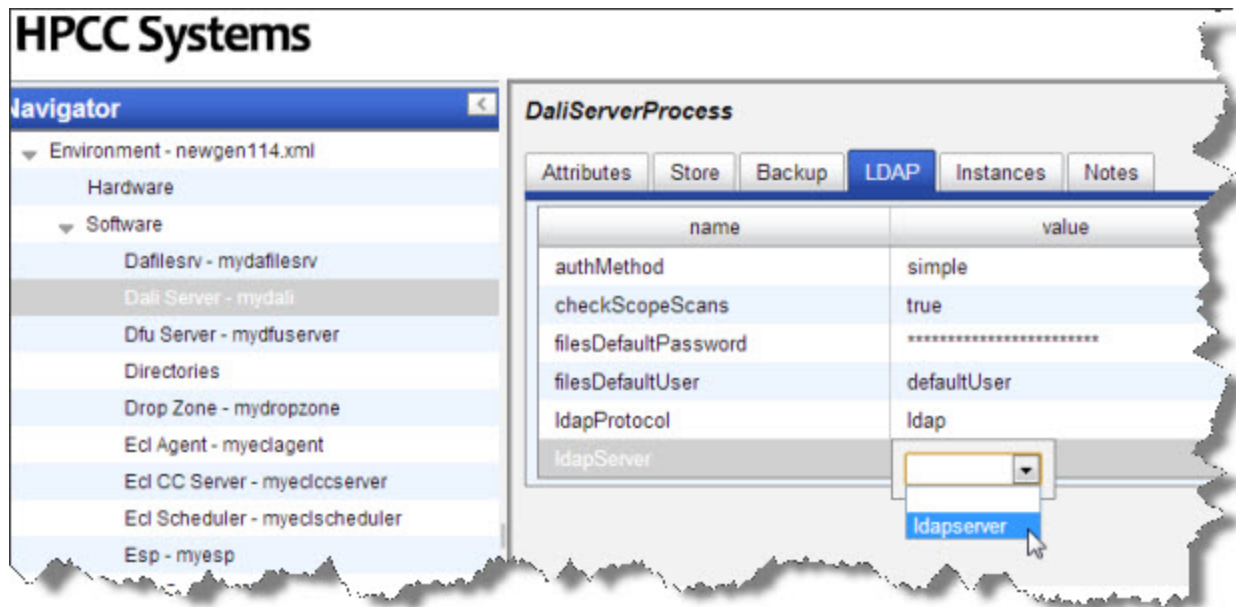 HPCC Systems
Navigator
Environment - newgen114.xml
Hardware
Software
Dafilesrv - mydafilesrv
Dali Server - mydali
Dfu Server - mydfuserver
Directories
Drop Zone - mydropzone
Ecl Agent - myeclagent
Ecl CC Server - myeclccserver
Ecl Scheduler - myeclscheduler
Esp - myesp
DaliServerProcess
Attributes Store Backup LDAP Instances Notes
name value
authMethod simple
checkScopeScans true
filesDefaultPassword ************************
filesDefaultUser defaultUser
ldapProtocol ldap
ldapServer
ldapserver